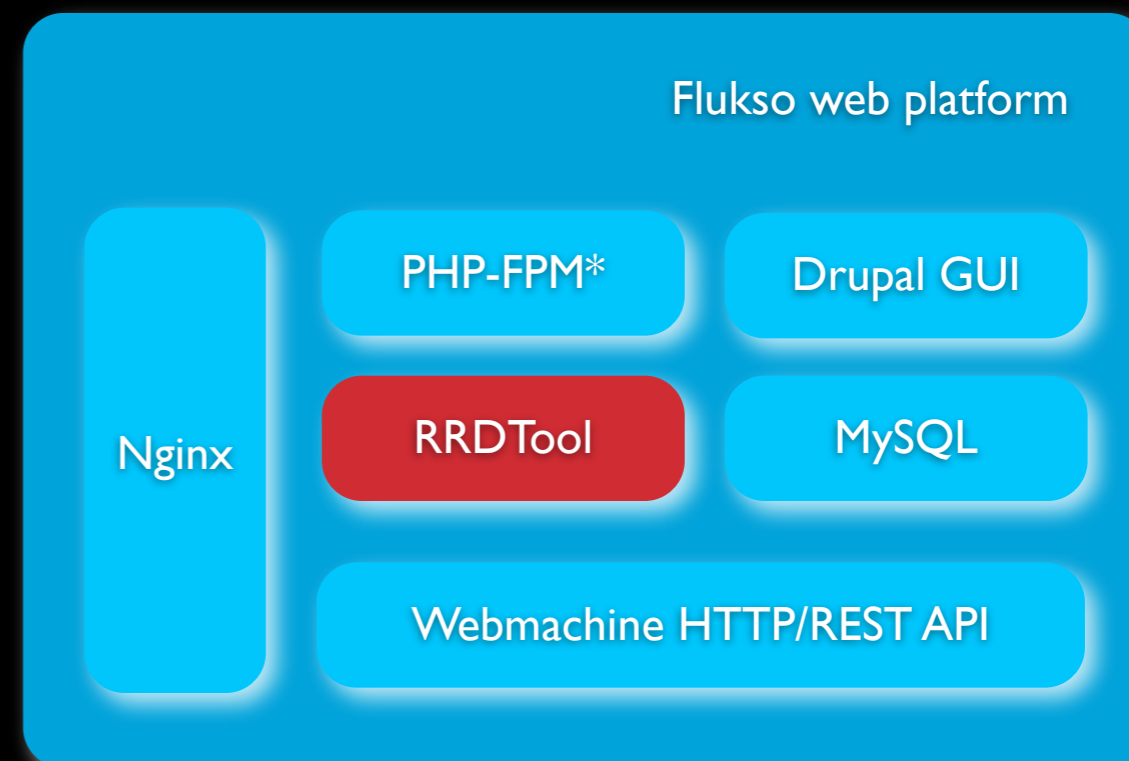 Flukso web platform
PHP-FPM*
Drupal GUI
Nginx
RRDTool
MySQL
Webmachine HTTP/REST API